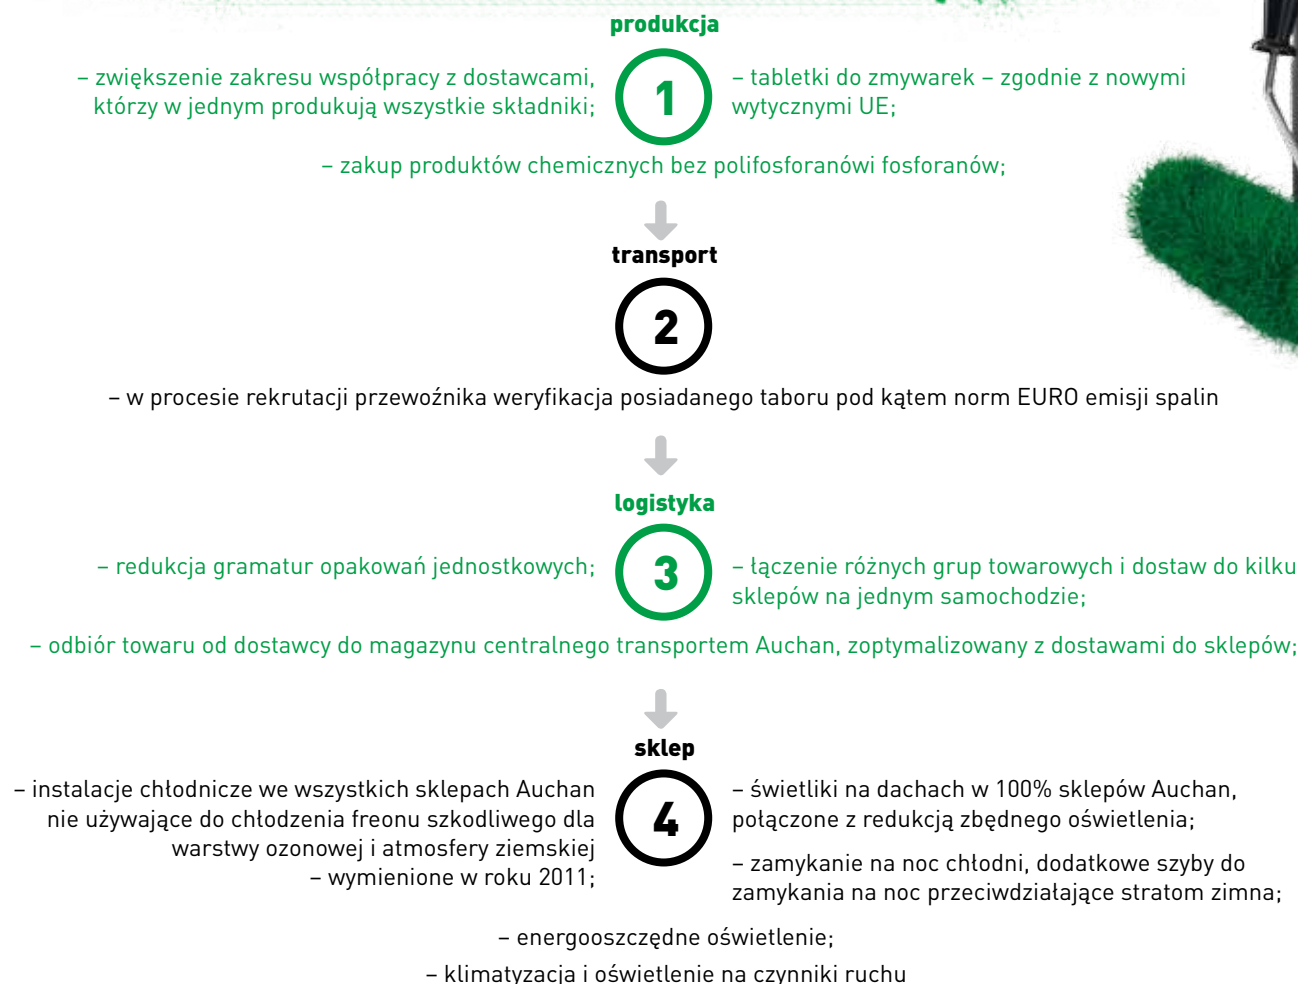 produkcja
– zwiększenie zakresu współpracy z dostawcami,
którzy w jednym produkują wszystkie składniki;
1
– tabletki do zmywarek – zgodnie z nowymi
wytycznymi UE;
– zakup produktów chemicznych bez polifosforanówi fosforanów;
transport
2
– w procesie rekrutacji przewoźnika weryfikacja posiadanego taboru pod kątem norm EURO emisji spalin
logistyka
– redukcja gramatur opakowań jednostkowych;
3
– łączenie różnych grup towarowych i dostaw do kilku
sklepów na jednym samochodzie;
– odbiór towaru od dostawcy do magazynu centralnego transportem Auchan, zoptymalizowany z dostawami do sklepów;
sklep
– instalacje chłodnicze we wszystkich sklepach Auchan
nie używające do chłodzenia freonu szkodliwego dla
warstwy ozonowej i atmosfery ziemskiej
– wymienione w roku 2011;
4
– świetliki na dachach w 100% sklepów Auchan,
połączone z redukcją zbędnego oświetlenia;
– zamykanie na noc chłodni, dodatkowe szyby do
zamykania na noc przeciwdziałające stratom zimna;
– energooszczędne oświetlenie;
– klimatyzacja i oświetlenie na czynniki ruchu